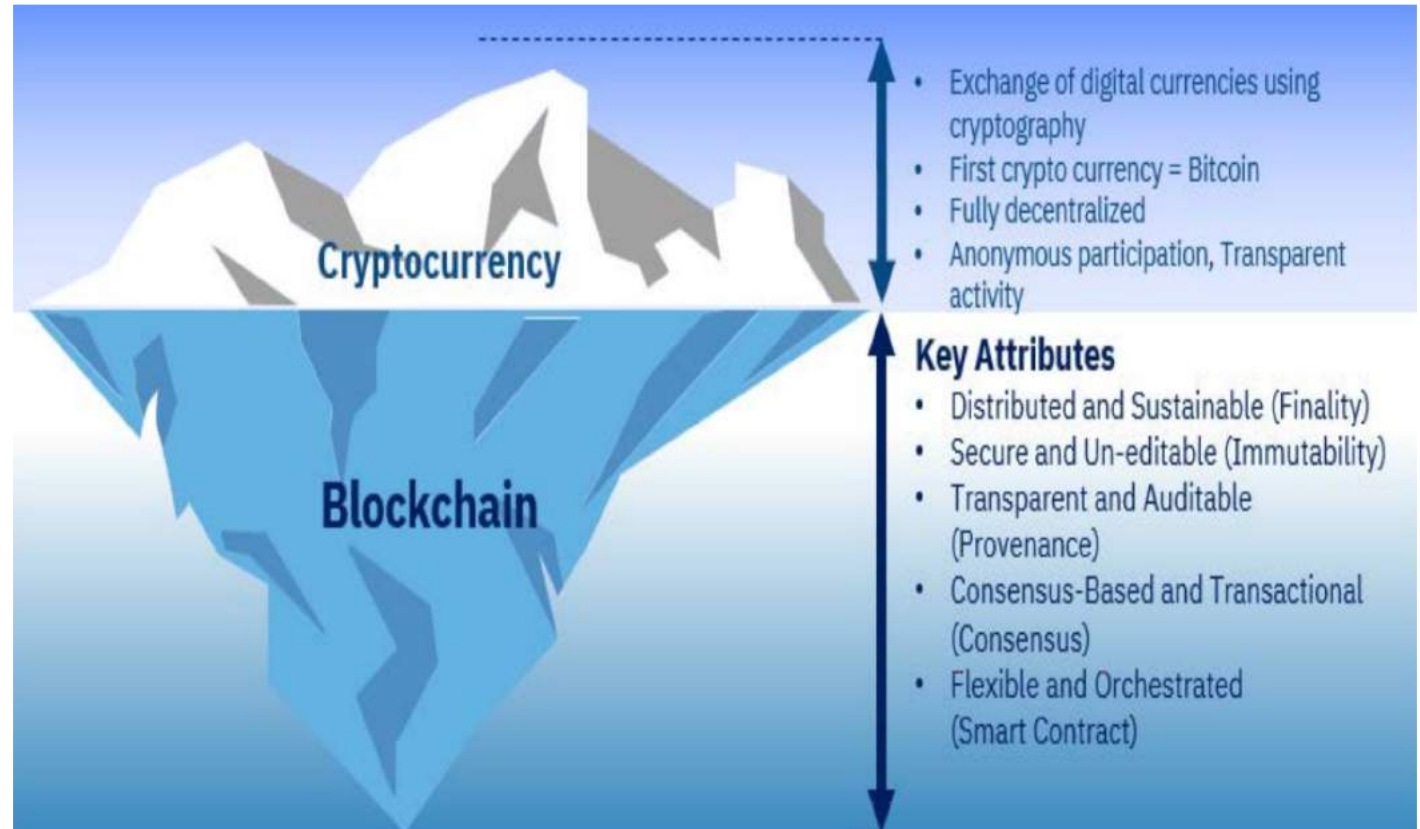 Cryptocurrency
• Exchange of digital currencies using
cryptography
• First crypto currency = Bitcoin
• Fully decentralized
• Anonymous participation, Transparent
activity
Blockchain
Key Attributes
• Distributed and Sustainable (Finality)
• Secure and Un-editable (Immutability)
• Transparent and Auditable
(Provenance)
• Consensus-Based and Transactional
(Consensus)
• Flexible and Orchestrated
(Smart Contract)